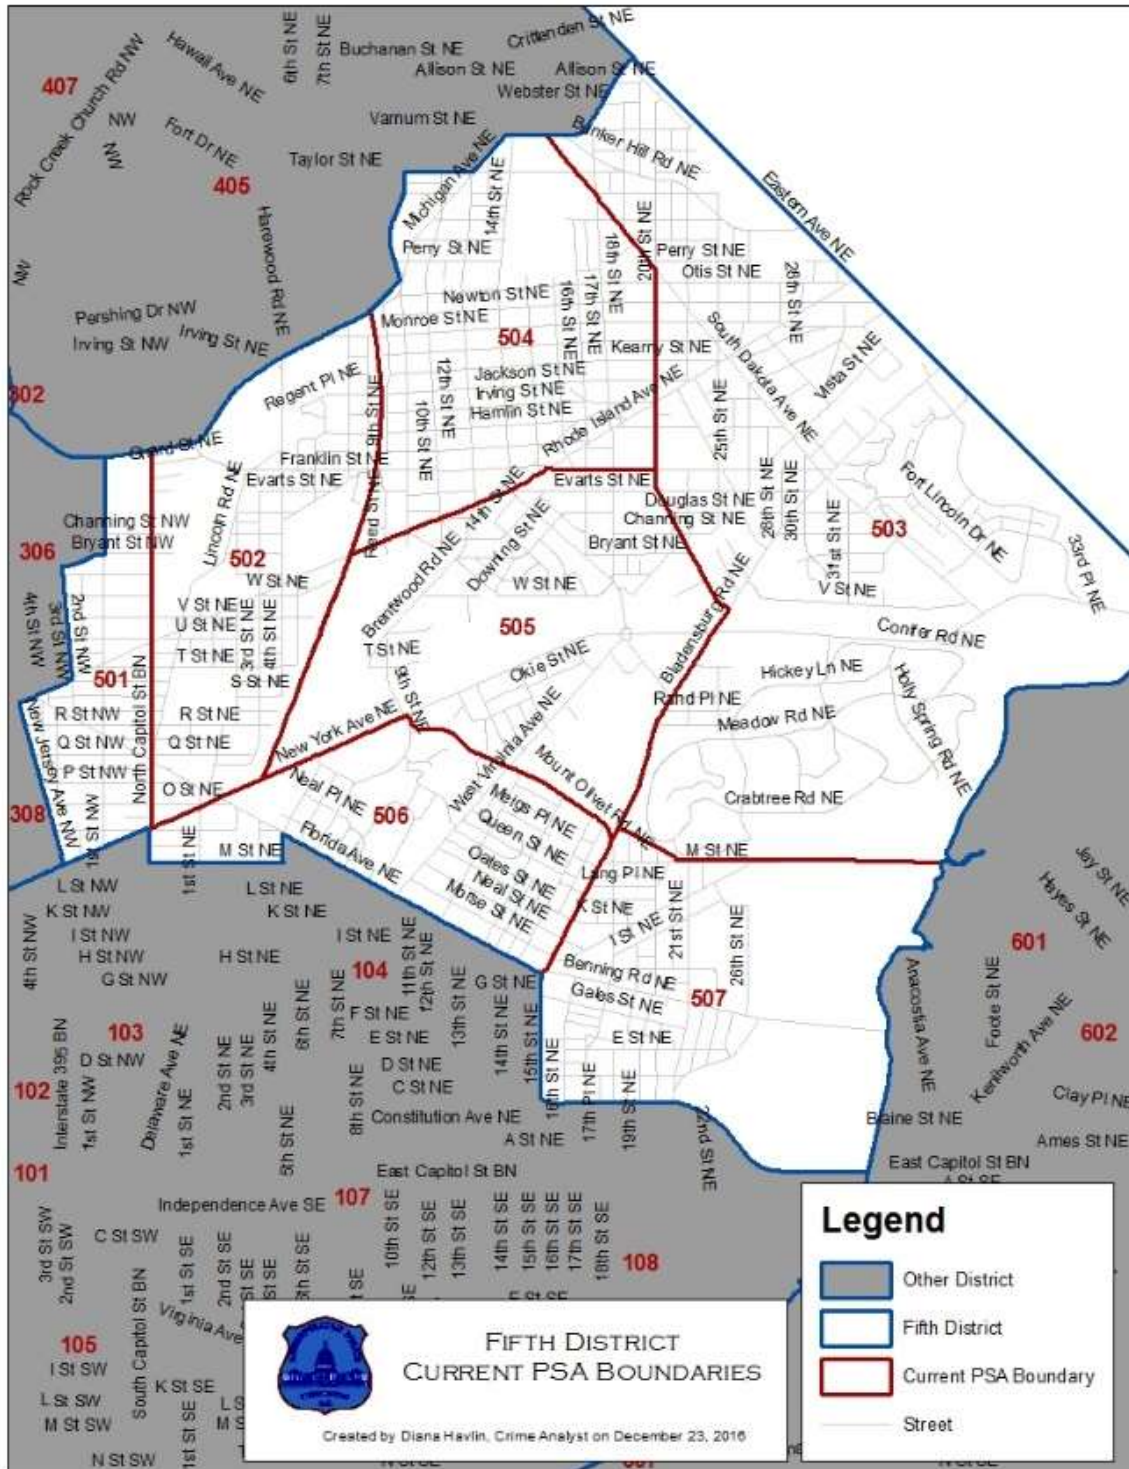 Crittenden St NE
6th St NE
7th St NE
Buchanan St NE
Hawaii Ave NE
Allison St NE
Allison St NE
Rock Creek Church Rd NW
407
Webster St NE
NW
Varnum St NE
Fort Dr NE
Bunker Hill Rd NE
NW
Taylor St NE
Michigan Ave NE
14th St NE
405
Eastern Ave NE
Harewood Rd NE
20th St NE
18th St NE
Perry St NE
Perry St NE
Otis St NE
NW
28th St NE
Newton St NE
16th St NE
17th St NE
Pershing Dr NW
Monroe St NE
Irving St NE
Irving St NW
504
South Dakota Ave NE
Kearny St NE
Vista St NE
Regent Pl NE
12th St NE
Jackson St NE
Irving St NE
302
9th St NE
10th St NE
Hamlin St NE
Rhode Island Ave NE
25th St NE
Girard St NE
Franklin St NE
Evarts St NE
Evarts St NE
Lincoln Rd NE
Reed St NE
14th St NE
Fort Lincoln Dr NE
28th St NE
30th St NE
Douglas St NE
Channing St NE
Channing St NW
Bryant St NW
Bryant St NE
31st St NE
503
306
502
Brentwood Rd NE
Downing St NE
33rd Pl NE
W St NE
W St NE
V St NE
V St NE
U St NE
4th St NW
3rd St NW
2nd St NW
3rd St NE
4th St NE
505
Conifer Rd NE
T St NE
T St NE
Bladensburg Rd NE
Okie St NE
501
S St NE
Hickey Ln NE
9th St NE
Holly Spring Rd NE
Rand Pl NE
R St NW
R St NE
Meadow Rd NE
New Jersey Ave NW
North Capitol St BN
Q St NW
Q St NE
New York Ave NE
West Virginia Ave NE
Mount Olivet Rd NE
P St NW
O St NE
Neal Pl NE
Meigs Pl NE
Crabtree Rd NE
308
506
Queen St NE
1st St NW
Florida Ave NE
M St NE
M St NE
1st St NE
Oates St NE
Lang Pl NE
Jay St NE
L St NW
L St NE
Neal St NE
Hayes St NE
Morse St NE
K St NW
K St NE
K St NE
I St NE
21st St NE
26th St NE
4th St NW
I St NW
I St NE
601
H St NW
H St NE
11th St NE
12th St NE
104
Benning Rd NE
G St NW
G St NE
Gales St NE
507
Anacostia Ave NE
Foote St NE
7th St NE
6th St NE
F St NE
13th St NE
14th St NE
15th St NE
Kenilworth Ave NE
103
E St NE
E St NE
602
Interstate 395 BN
D St NW
Delaware Ave NE
2nd St NE
3rd St NE
4th St NE
D St NE
102
C St NE
8th St NE
16th St NE
17th Pl NE
19th St NE
Clay Pl NE
1st St NW
1st St NE
5th St NE
Constitution Ave NE
Blaine St NE
22nd St NE
A St NE
Ames St NE
101
East Capitol St BN
East Capitol St BN
A St SE
107
Independence Ave SE
3rd St SW
2nd St SW
C St SW
1st St SE
2nd St SE
10th St SE
12th St SE
13th St SE
14th St SE
15th St SE
16th St SE
17th St SE
18th St SE
108
Virginia Ave
South Capitol St BN
105
I St SW
K St SE
L St SW
M St SW
N St SW
1st St SE
Legend
Other District
Fifth District
Current PSA Boundary
Street
FIFTH DISTRICT
CURRENT PSA BOUNDARIES
Created by Diana Havlin, Crime Analyst on December 23, 2016